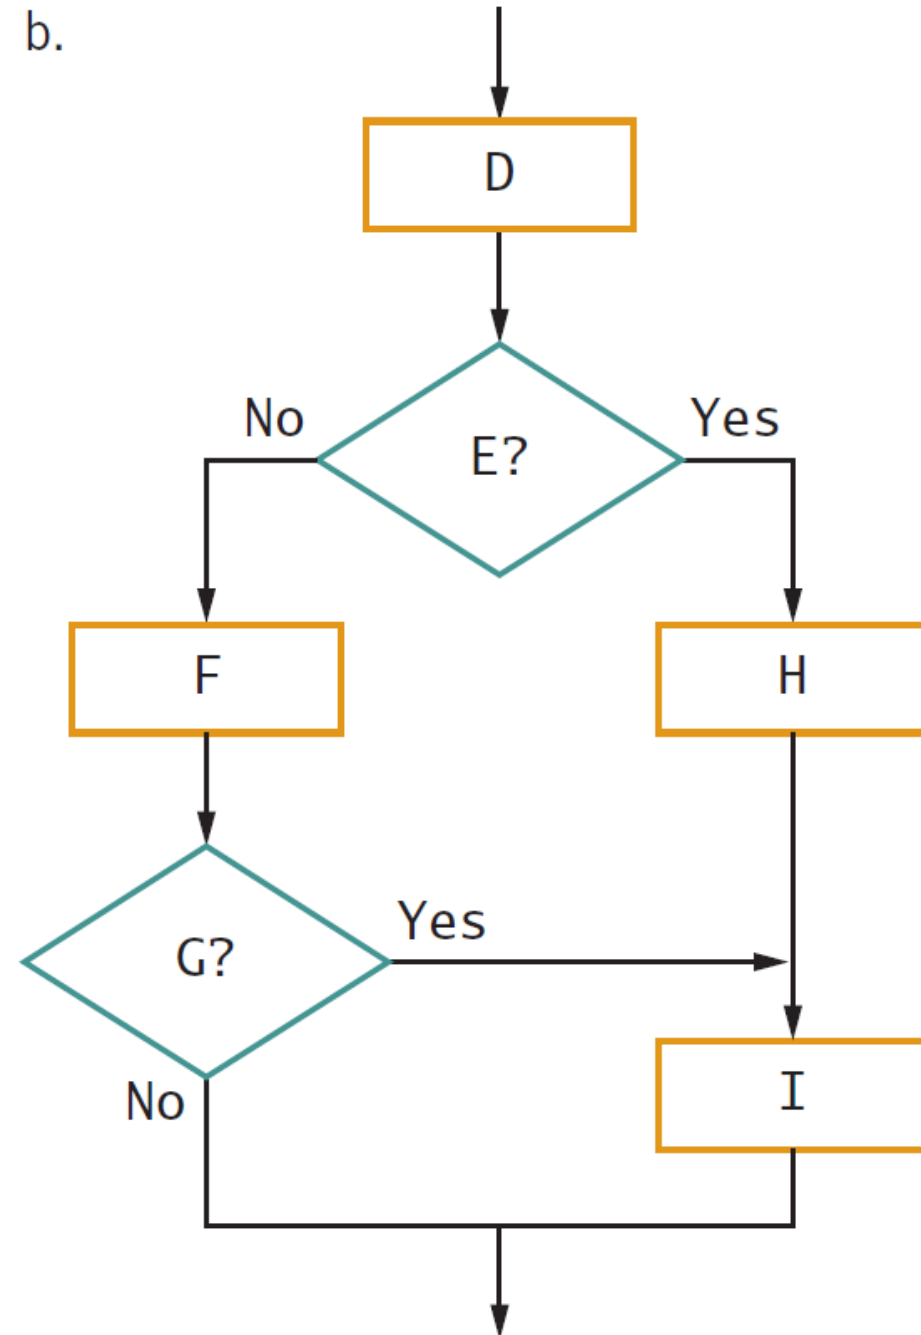 b.
D
No
E?
Yes
F
H
G?
Yes
No
I